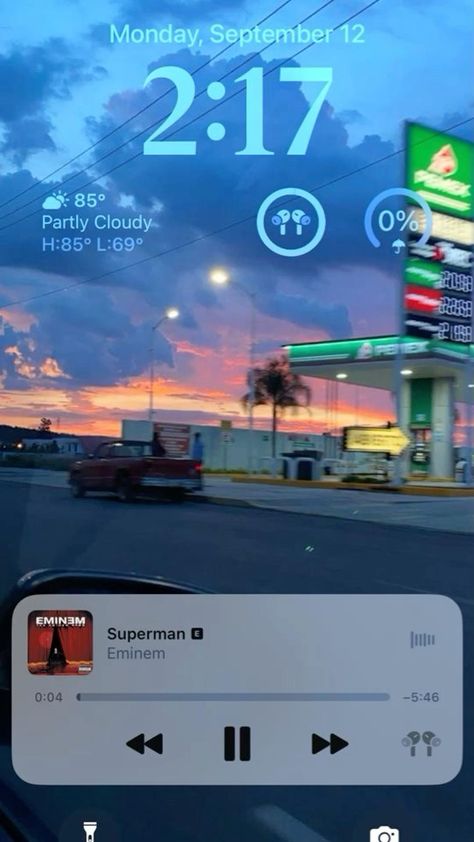 Monday, September 12
2:17
85°
Partly Cloudy
H:85° L:69°
0%
PEMEX
EMINEM
Superman E
Eminem
0:04
-5:46